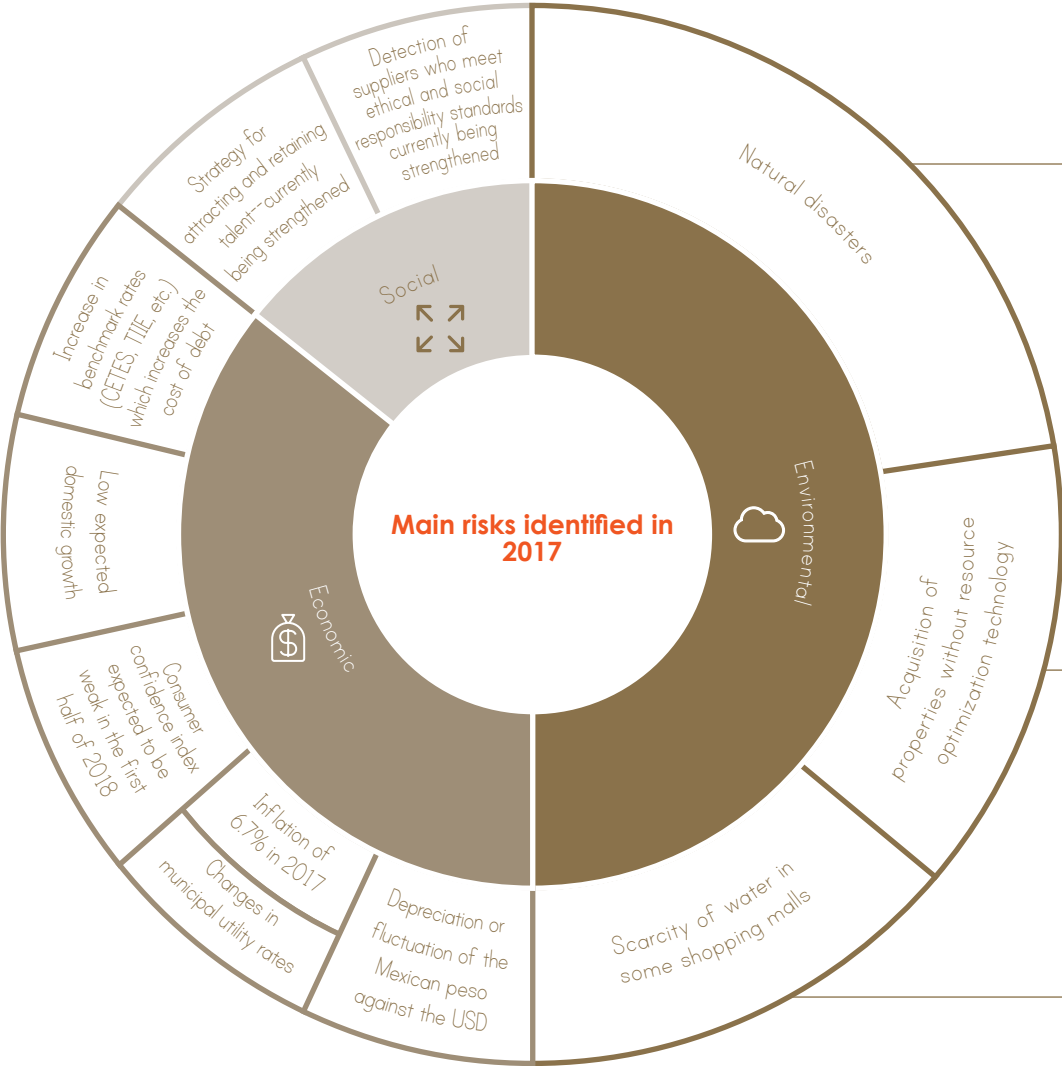 Main risks identified in
2017
Environmental
Natural disasters
Acquisition of
properties without resource
optimization technology
Scarcity of water in
some shopping malls
Economic
$
Depreciation or
fluctuation of the
Mexican peso
against the USD
Inflation of
6.7% in 2017
Changes in
municipal utility rates
Consumer
confidence index
expected to be
weak in the first
half of 2018
Low expected
domestic growth
Increase in
benchmark rates
(CETES, TIIE, etc.)
which increases the
cost of debt
Social
Strategy for
attracting and retaining
talent--currently
being strengthened
Detection of
suppliers who meet
ethical and social
responsibility standards
currently being
strengthened